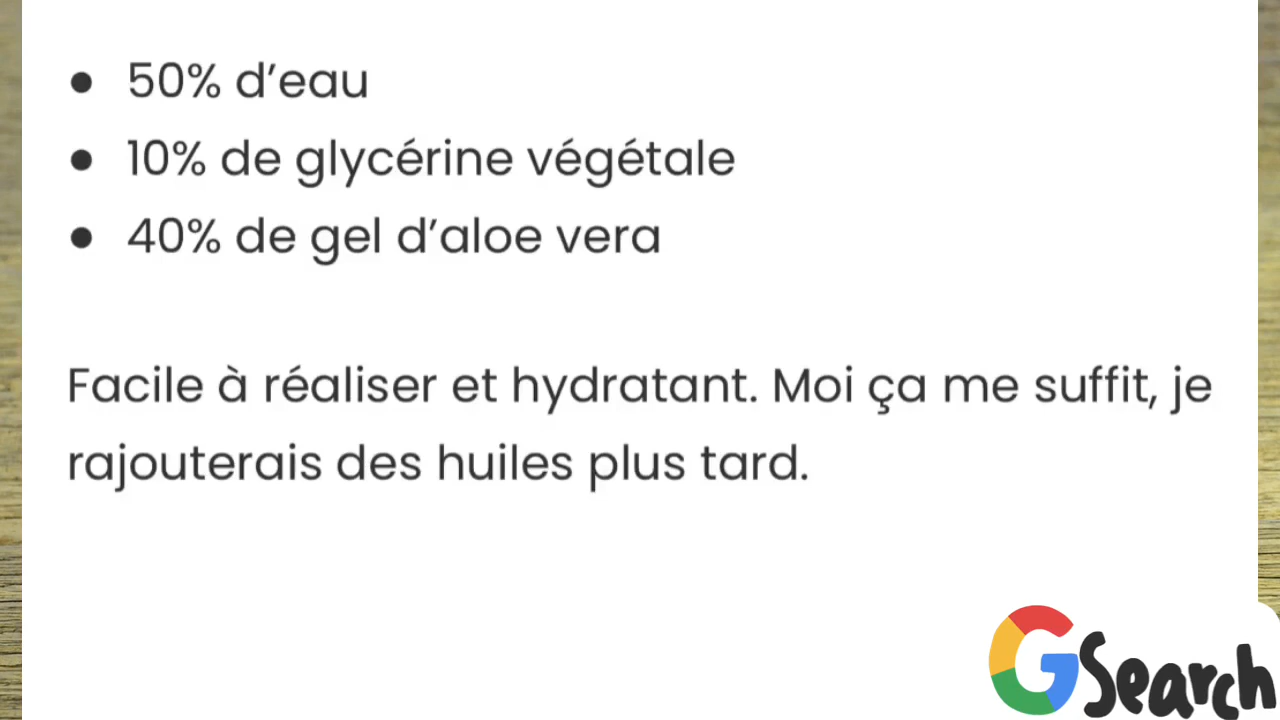 ● 50% d’eau
● 10% de glycérine végétale
● 40% de gel d’aloe vera
Facile à réaliser et hydratant. Moi ça me suffit, je
rajouterais des huiles plus tard.
G Search